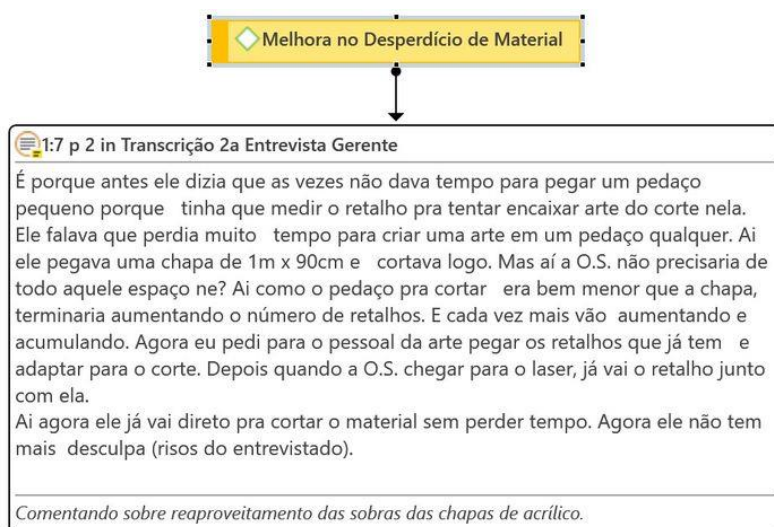 Melhora no Desperdício de Material
1:7 p 2 in Transcrição 2a Entrevista Gerente
É porque antes ele dizia que as vezes não dava tempo para pegar um pedaço
pequeno porque tinha que medir o retalho pra tentar encaixar arte do corte nela.
Ele falava que perdia muito tempo para criar uma arte em um pedaço qualquer. Ai
ele pegava uma chapa de 1m x 90cm e cortava logo. Mas aí a O.S. não precisaria de
todo aquele espaço ne? Ai como o pedaço pra cortar era bem menor que a chapa,
terminaria aumentando o número de retalhos. E cada vez mais vão aumentando e
acumulando. Agora eu pedi para o pessoal da arte pegar os retalhos que já tem e
adaptar para o corte. Depois quando a O.S. chegar para o laser, já vai o retalho junto
com ela.
Ai agora ele já vai direto pra cortar o material sem perder tempo. Agora ele não tem
mais desculpa (risos do entrevistado).
Comentando sobre reaproveitamento das sobras das chapas de acrílico.